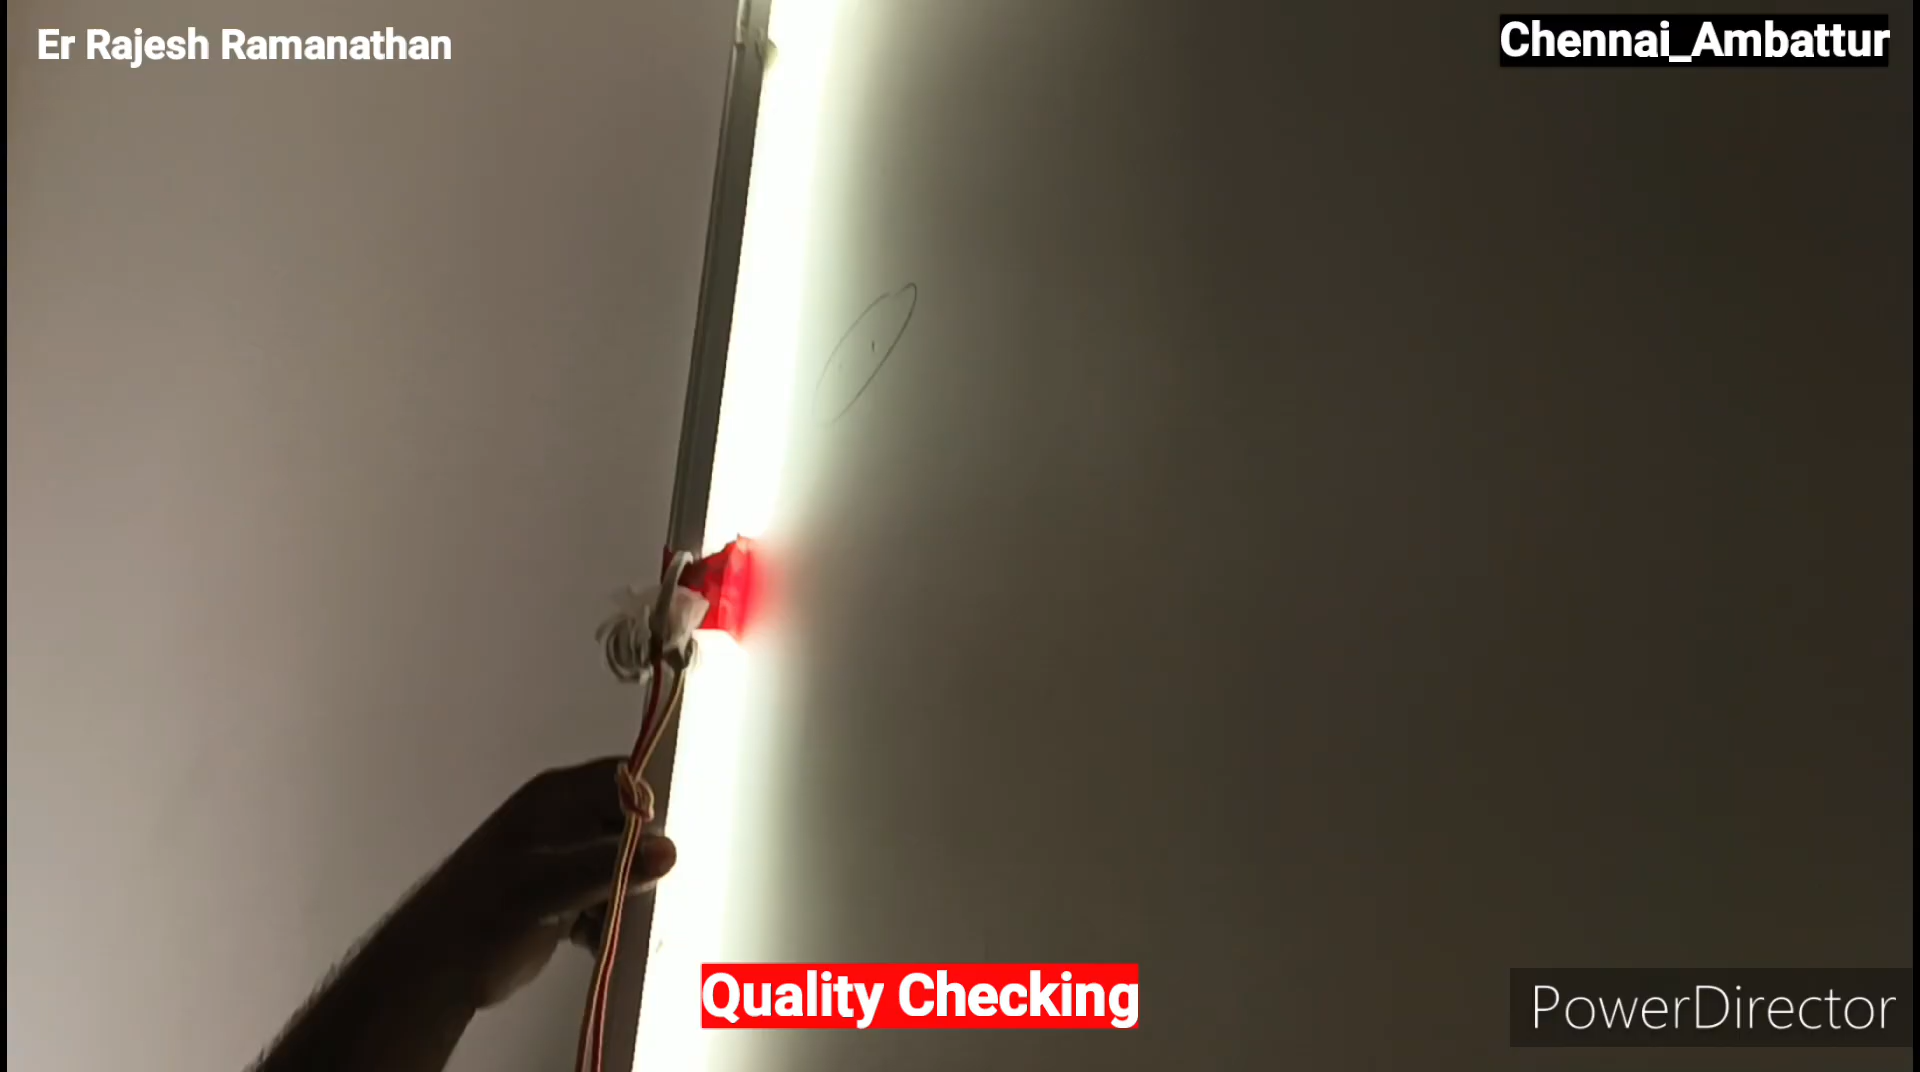 Er Rajesh Ramanathan
Chennai_Ambattur
Quality Checking
PowerDirector